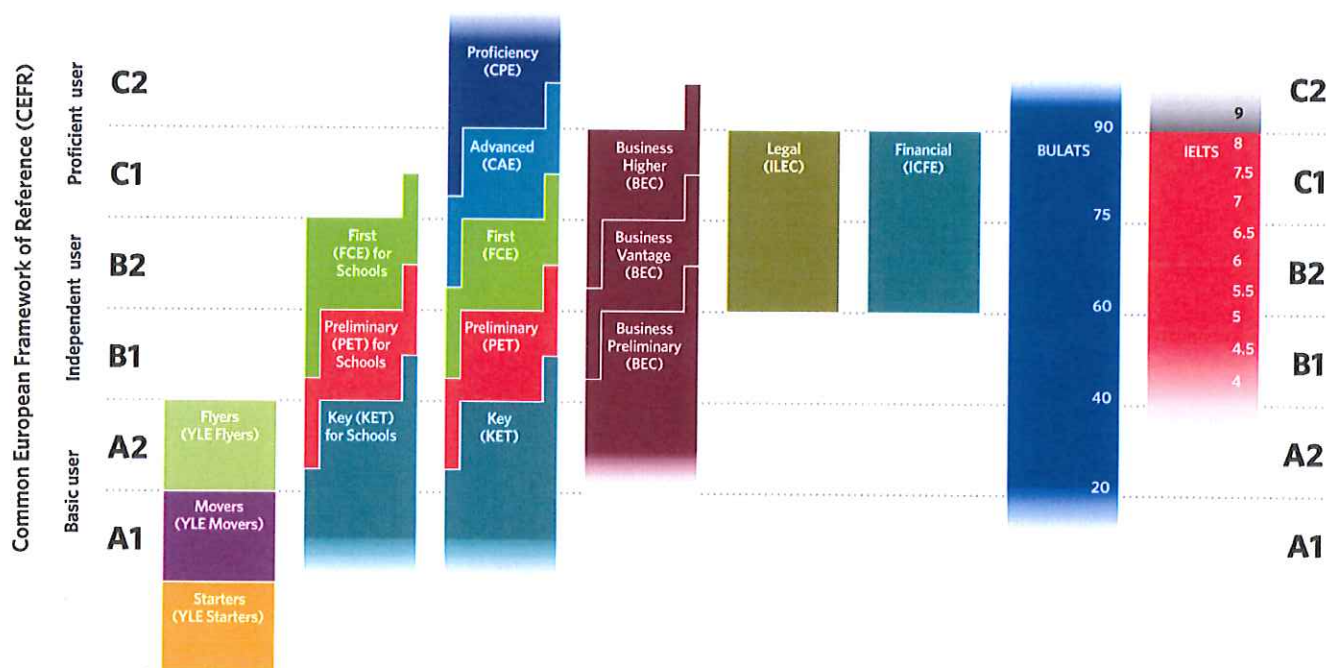 Common European Framework of Reference (CEFR)
Proficient user
Independent user
Basic user
C2
C1
B2
B1
A2
A1
Flyers
(YLE Flyers)
Movers
(YLE Movers)
Starters
(YLE Starters)
First
(FCE) for
Schools
Preliminary
(PET) for
Schools
Key (KET)
for Schools
Proficiency
(CPE)
Advanced
(CAE)
First
(FCE)
Preliminary
(PET)
Key
(KET)
Business
Higher
(BEC)
Business
Vantage
(BEC)
Business
Preliminary
(BEC)
Legal
(ILEC)
Financial
(ICFE)
BULATS
90
75
60
40
20
IELTS
9
8
7.5
7
6.5
6
5.5
5
4.5
4
C2
C1
B2
B1
A2
A1